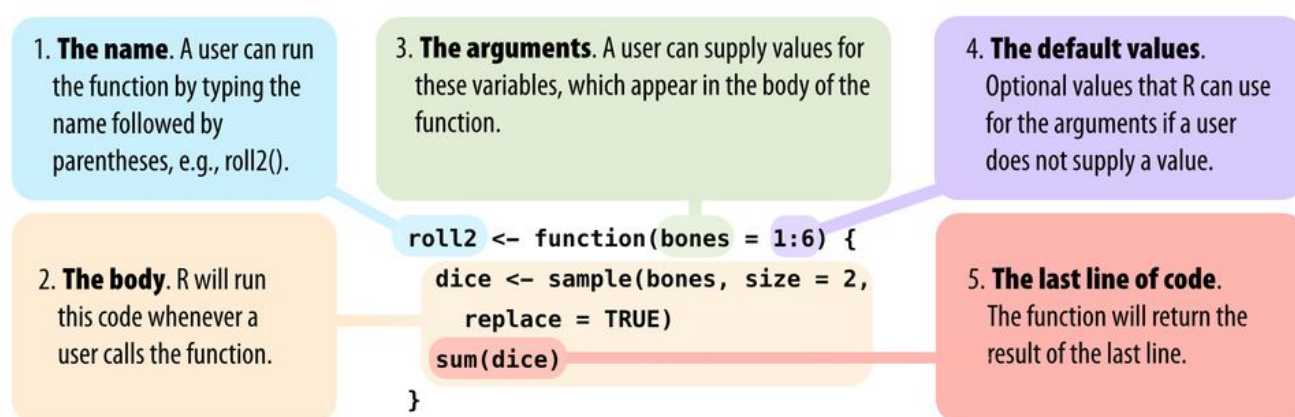 1. The name. A user can run
the function by typing the
name followed by
parentheses, e.g., roll2().
2. The body. R will run
this code whenever a
user calls the function.
3. The arguments. A user can supply values for
these variables, which appear in the body of the
function.
4. The default values.
Optional values that R can use
for the arguments if a user
does not supply a value.
5. The last line of code.
The function will return the
result of the last line.
roll2 <- function(bones = 1:6) {
dice <- sample(bones, size = 2,
replace = TRUE)
sum(dice)
}